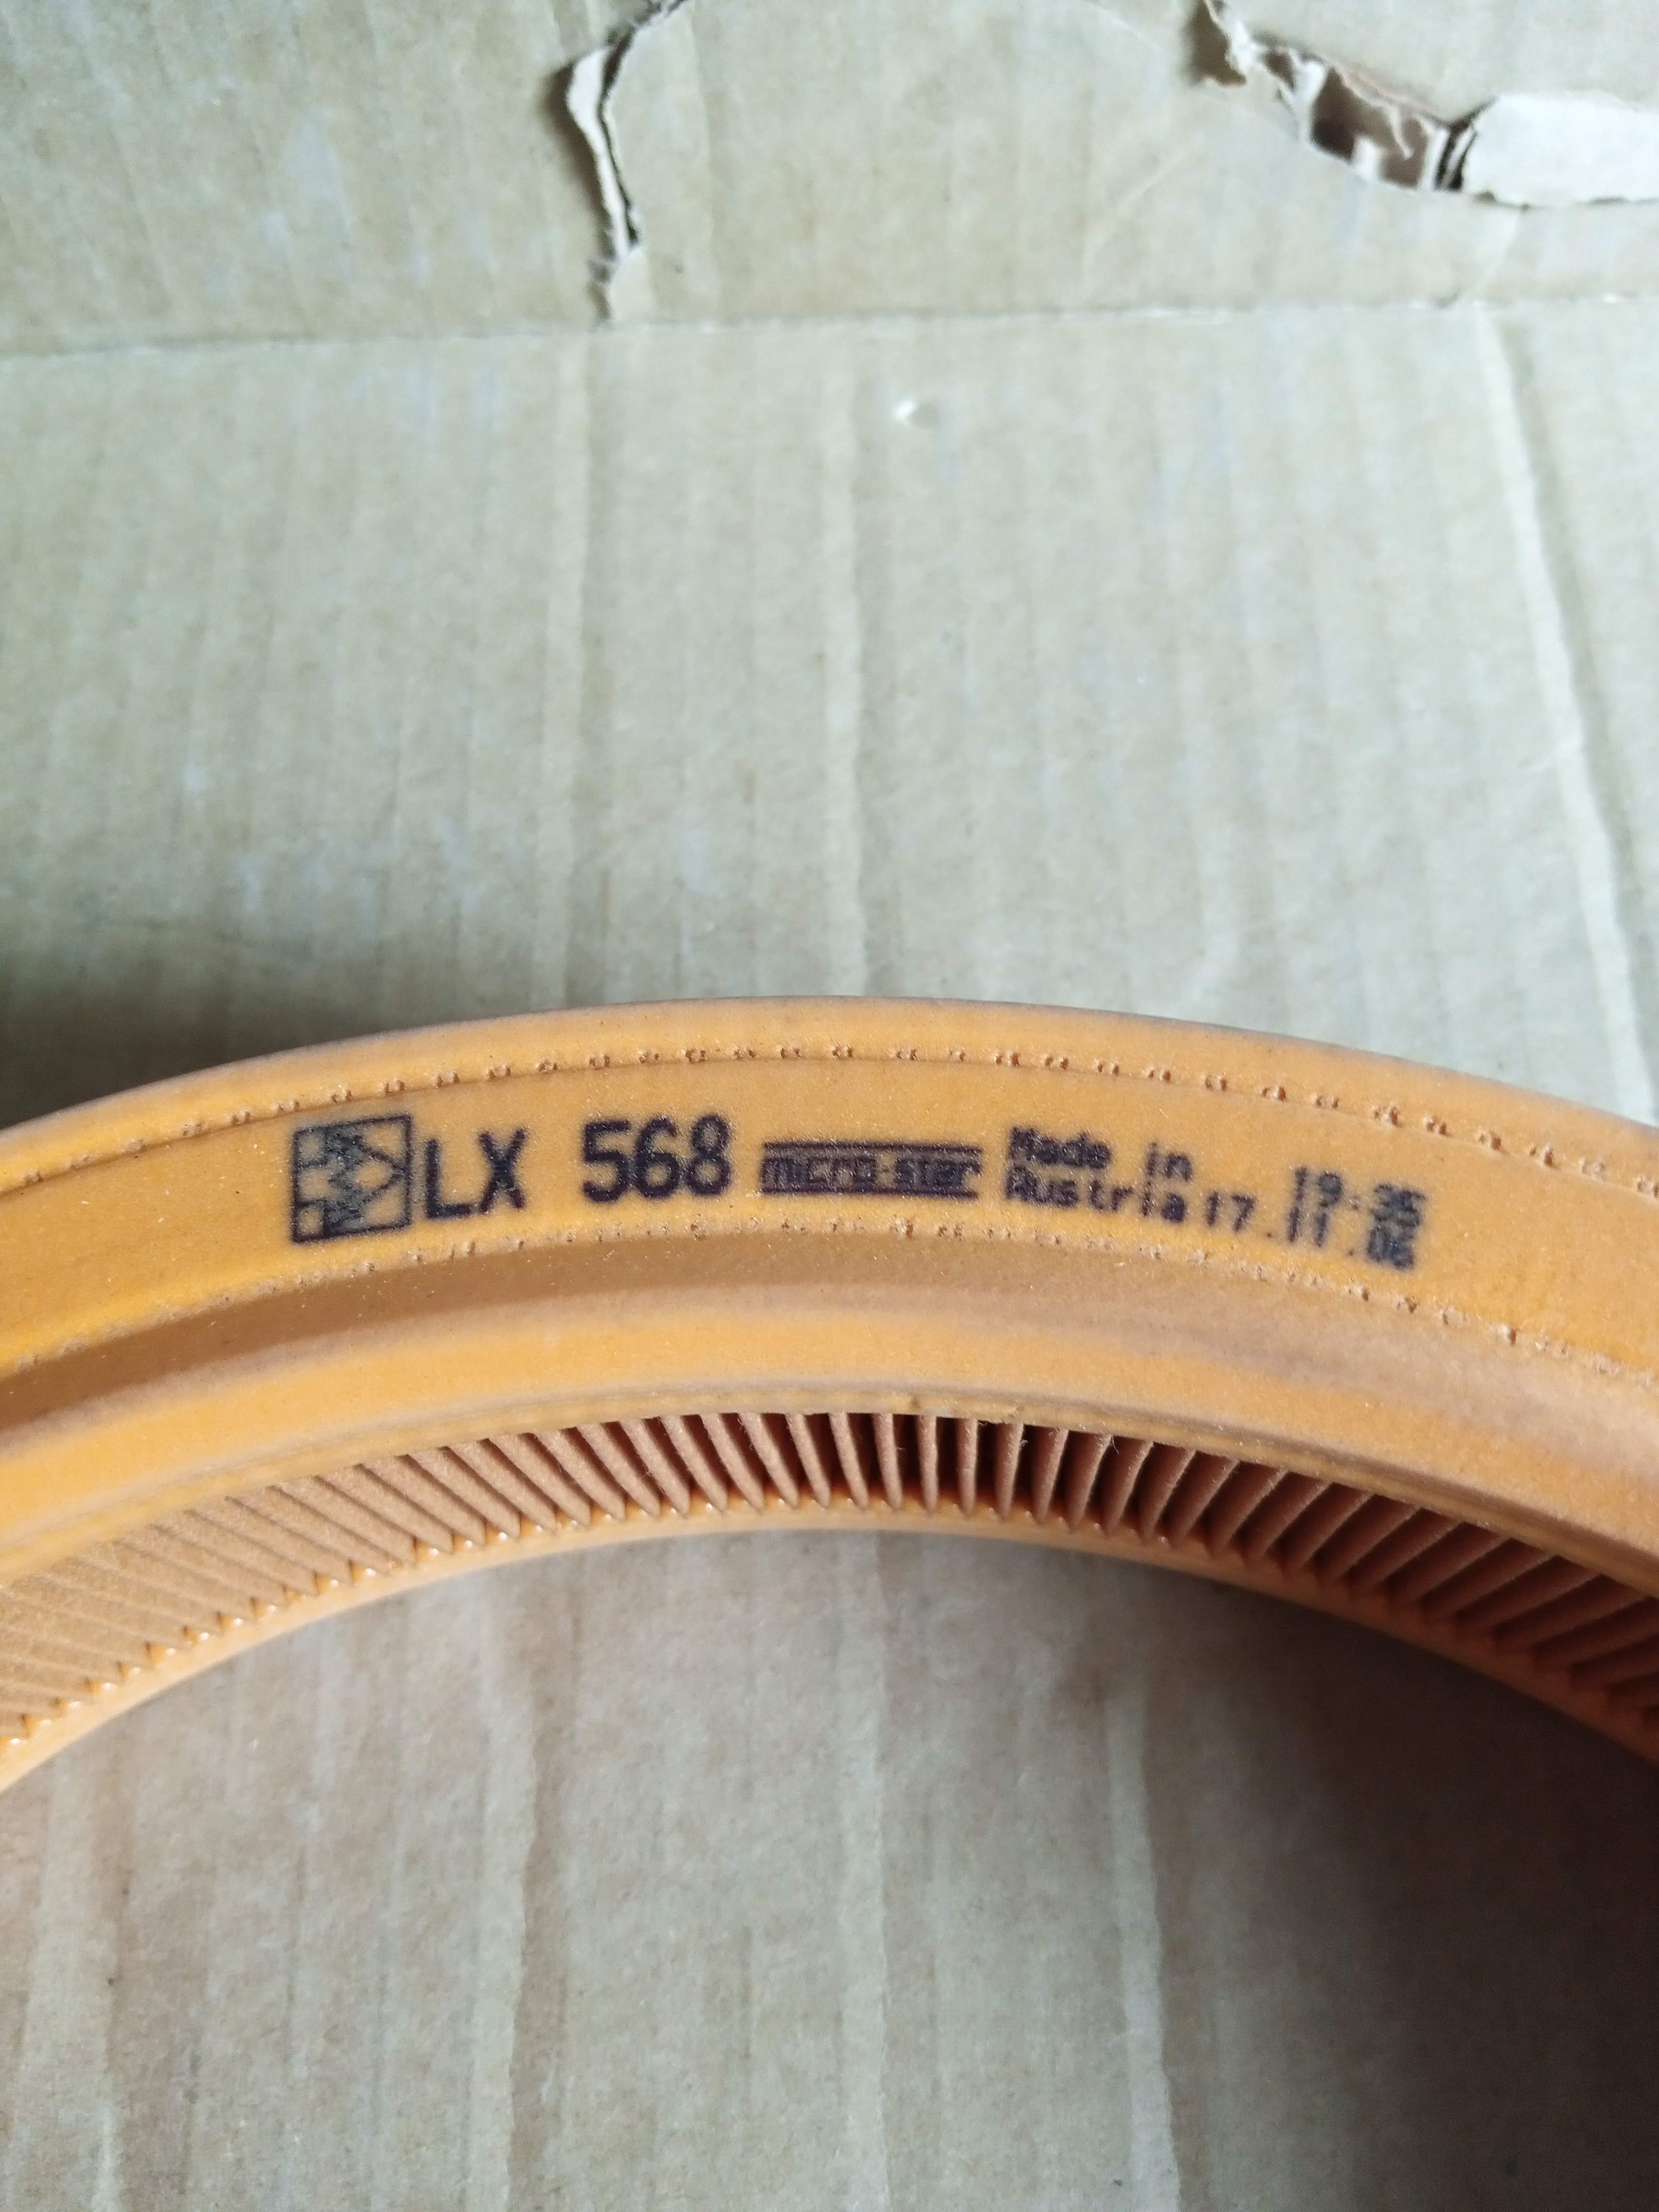 LX 568 micro-star
Made in
Austria
19:35
17.11.06